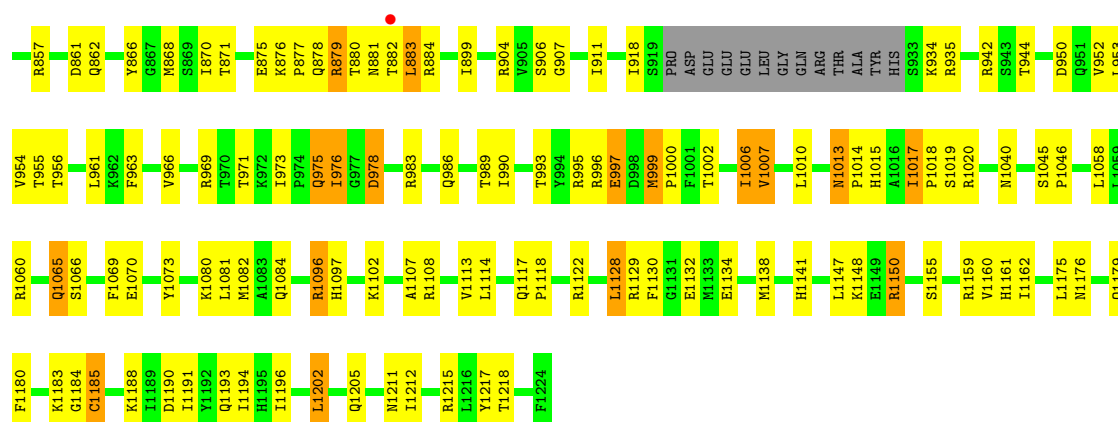 R857 D861 Q862 Y866 G867 M868 S869 I870 T871 E875 K876 P877 Q878 R879 T880 N881 T882 L883 R884 I899 R904 V905 S906 G907 I911 I918 S919 PRO ASP GLU GLU GLU LEU GLY GLN ARG THR ALA TYR HIS S933 K934 R935 R942 S943 T944 D950 Q951 V952 L953
V954 T955 T956 L961 K962 F963 V966 R969 T970 T971 K972 I973 P974 Q975 I976 G977 D978 R983 Q986 T989 I990 T993 Y994 R995 R996 E997 D998 M999 P1000 F1001 T1002 I1006 V1007 L1010 N1013 P1014 H1015 A1016 I1017 P1018 S1019 R1020 N1040 S1045 P1046 L1058 L1059
R1060 Q1065 S1066 F1069 E1070 Y1073 K1080 L1081 M1082 A1083 Q1084 R1096 H1097 K1102 A1107 R1108 V1113 L1114 Q1117 P1118 R1122 L1128 R1129 F1130 G1131 E1132 M1133 E1134 M1138 H1141 L1147 K1148 E1149 R1150 S1155 R1159 V1160 H1161 I1162 L1175 N1176
F1180 K1183 G1184 C1185 K1188 I1189 D1190 I1191 Y1192 Q1193 I1194 H1195 I1196 L1202 Q1205 N1211 I1212 R1215 L1216 Y1217 T1218 F1224